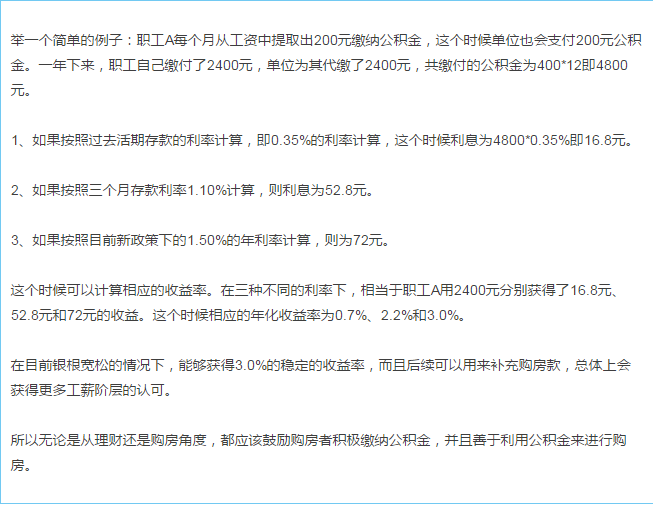 举一个简单的例子：职工A每个月从工资中提取出200元缴纳公积金，这个时候单位也会支付200元公积
金。一年下来，职工自己缴付了2400元，单位为其代缴了2400元，共缴付的公积金为400*12即4800
元。
1、如果按照过去活期存款的利率计算，即0.35%的利率计算，这个时候利息为4800*0.35%即16.8元。
2、如果按照三个月存款利率1.10%计算，则利息为52.8元。
3、如果按照目前新政策下的1.50%的年利率计算，则为72元。
这个时候可以计算相应的收益率。在三种不同的利率下，相当于职工A用2400元分别获得了16.8元、
52.8元和72元的收益。这个时候相应的年化收益率为0.7%、2.2%和3.0%。
在目前银根宽松的情况下，能够获得3.0%的稳定的收益率，而且后续可以用来补充购房款，总体上会
获得更多工薪阶层的认可。
所以无论是从理财还是购房角度，都应该鼓励购房者积极缴纳公积金，并且善于利用公积金来进行购
房。